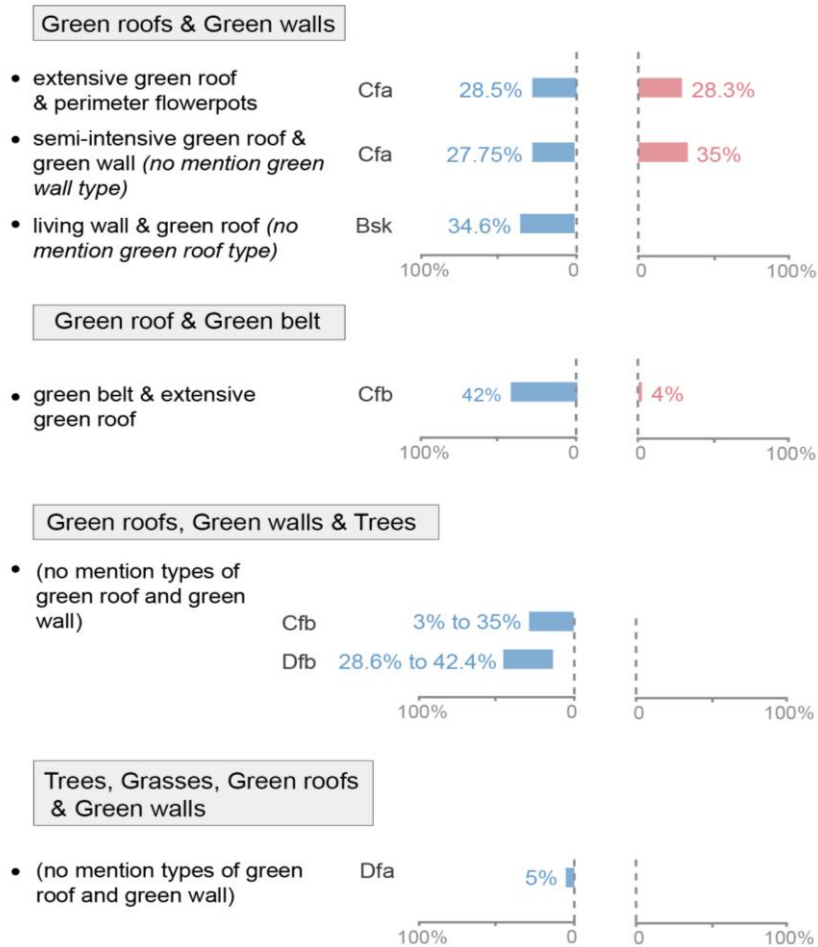 Green roofs & Green walls
• extensive green roof
& perimeter flowerpots
Cfa 28.5% 28.3%
• semi-intensive green roof &
green wall (no mention green
wall type)
Cfa 27.75% 35%
• living wall & green roof (no
mention green roof type)
Bsk 34.6%
100% 0 0 100%
Green roof & Green belt
• green belt & extensive
green roof
Cfb 42% 4%
100% 0 0 100%
Green roofs, Green walls & Trees
• (no mention types of
green roof and green
wall)
Cfb 3% to 35%
Dfb 28.6% to 42.4%
100% 0 0 100%
Trees, Grasses, Green roofs
& Green walls
• (no mention types of green
roof and green wall)
Dfa 5%
100% 0 0 100%